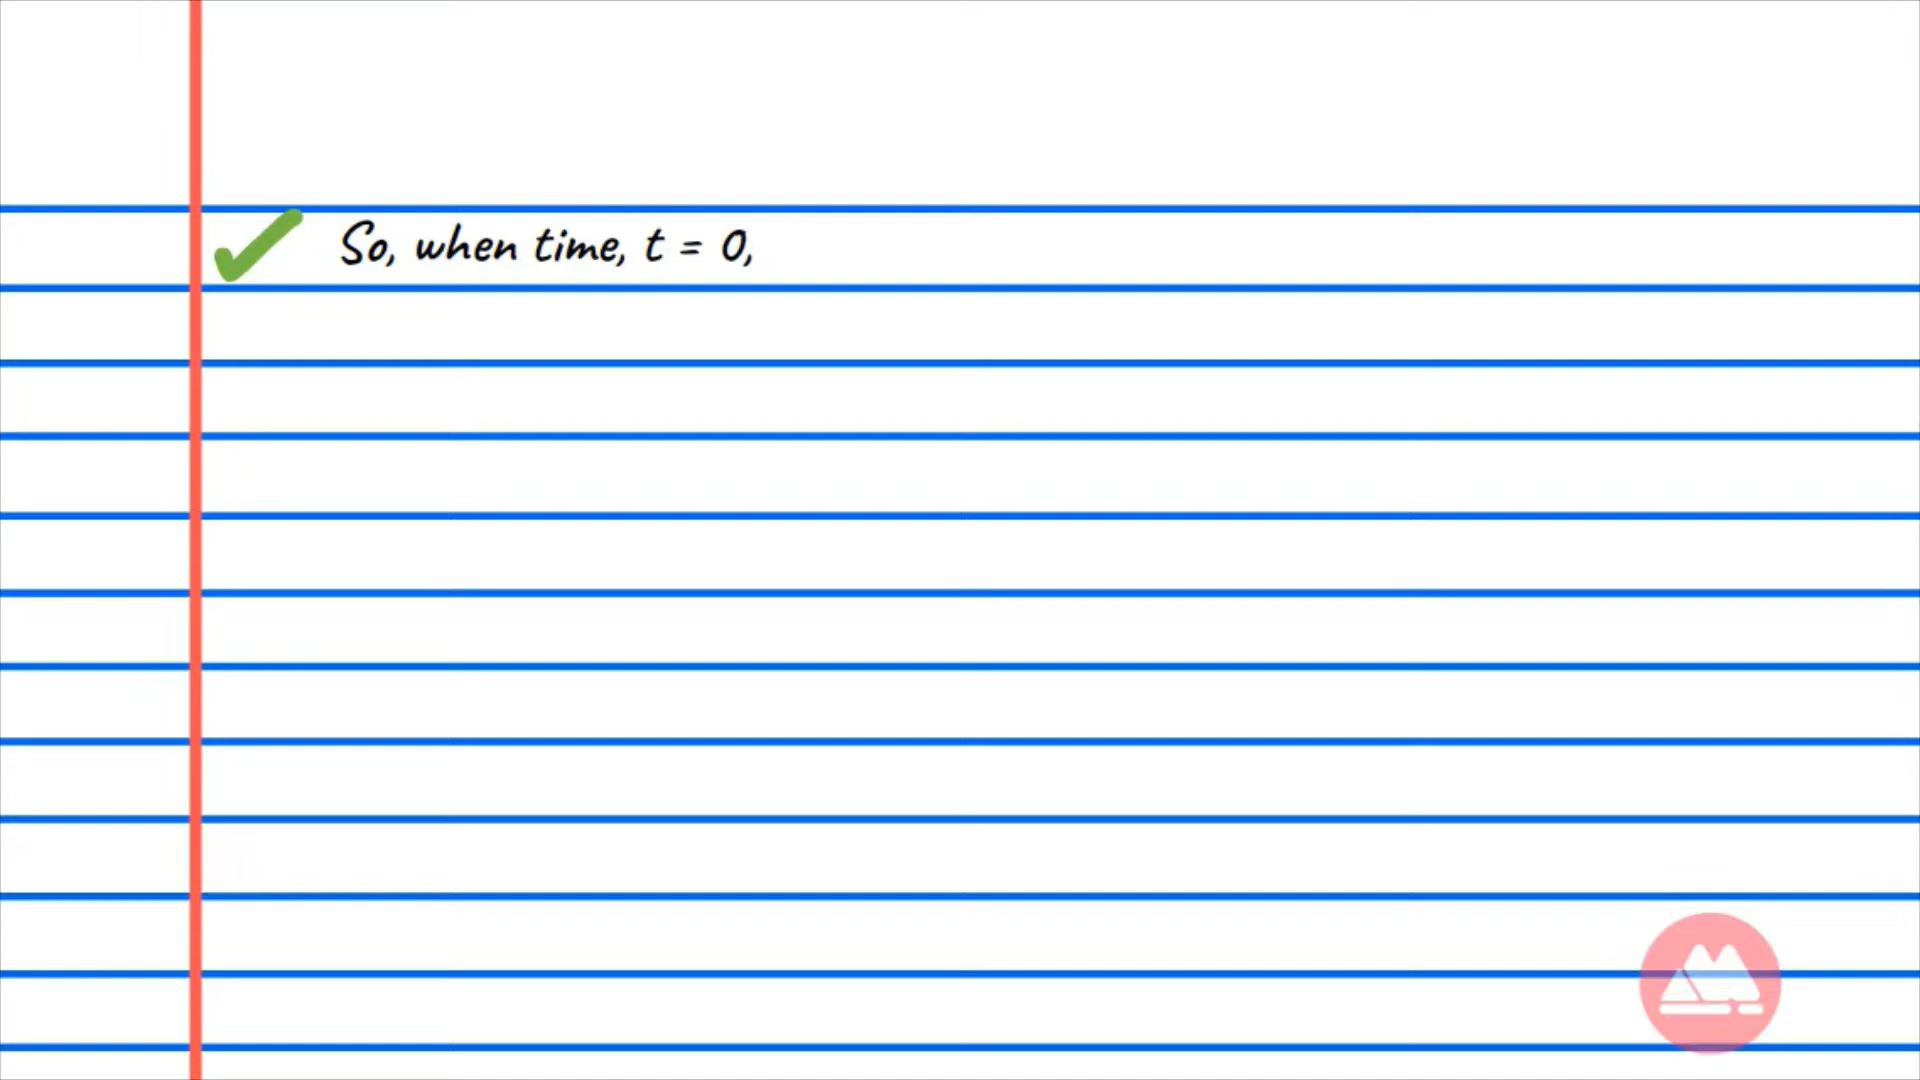 So, when time, t = 0,